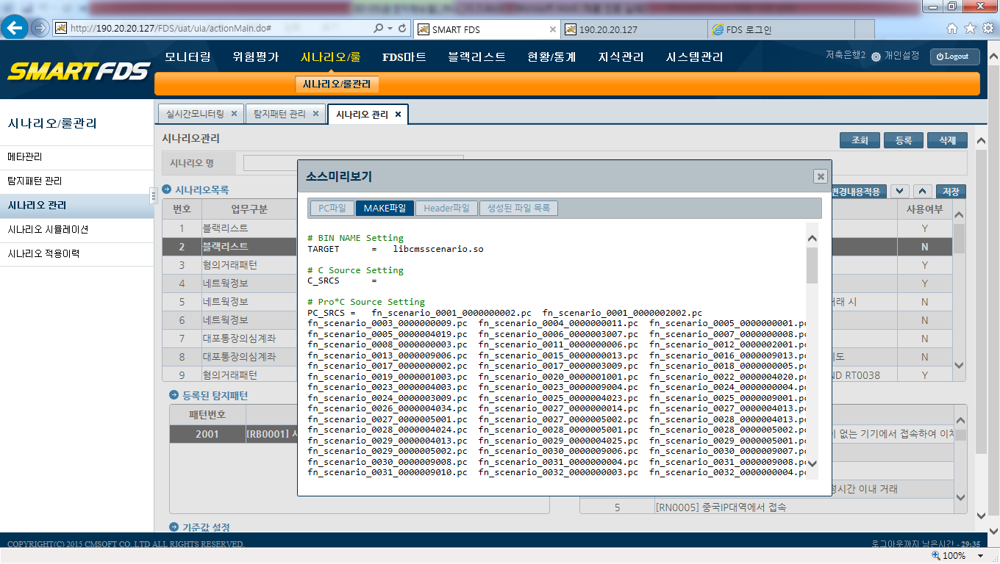 http://190.20.20.127/FDS/uat/uia/actionMain.do#
SMART FDS
190.20.20.127
FDS 로그인
SMARTFDS
모니터링 위험평가 시나리오/룰 FDS마트 블랙리스트 현황/통계 지식관리 시스템관리
저축은행2 개인설정 Logout
시나리오/룰관리
시나리오/룰관리
메타관리
탐지패턴 관리
시나리오 관리
시나리오 시뮬레이션
시나리오 적용이력
실시간모니터링 탐지패턴 관리 시나리오 관리
시나리오관리
조회 등록 삭제
시나리오 명
시나리오목록
변경내용적용 저장
번호 업무구분 사용여부
1 블랙리스트 Y
2 블랙리스트 N
3 혐의거래패턴 Y
4 네트웍정보 Y
5 네트웍정보 거래 시 N
6 네트웍정보 N
7 대포통장의심계좌 N
8 대포통장의심계좌 도 N
9 혐의거래패턴 ND RT0038 Y
소스미리보기
PC파일 MAKE파일 Header파일 생성된 파일 목록
# BIN NAME Setting
TARGET = libcmsscenario.so
# C Source Setting
C_SRCS =
# Pro*C Source Setting
PC_SRCS = fn_scenario_0001_0000000002.pc fn_scenario_0001_0000002002.pc
fn_scenario_0003_0000000009.pc fn_scenario_0004_0000000011.pc fn_scenario_0005_0000000001.pc
fn_scenario_0005_0000004019.pc fn_scenario_0006_0000003007.pc fn_scenario_0007_0000000008.pc
fn_scenario_0008_0000000003.pc fn_scenario_0011_0000000006.pc fn_scenario_0012_0000002001.pc
fn_scenario_0013_0000009006.pc fn_scenario_0015_0000000013.pc fn_scenario_0016_0000009013.pc
fn_scenario_0017_0000000002.pc fn_scenario_0017_0000003009.pc fn_scenario_0018_0000000005.pc
fn_scenario_0019_0000001003.pc fn_scenario_0020_0000001001.pc fn_scenario_0022_0000004020.pc
fn_scenario_0023_0000004003.pc fn_scenario_0023_0000009004.pc fn_scenario_0024_0000000004.pc
fn_scenario_0024_0000003009.pc fn_scenario_0025_0000004023.pc fn_scenario_0025_0000009001.pc
fn_scenario_0026_0000004034.pc fn_scenario_0027_0000000014.pc fn_scenario_0027_0000004013.pc
fn_scenario_0027_0000005001.pc fn_scenario_0027_0000005002.pc fn_scenario_0028_0000004013.pc
fn_scenario_0028_0000004024.pc fn_scenario_0028_0000005001.pc fn_scenario_0028_0000005002.pc
fn_scenario_0029_0000004013.pc fn_scenario_0029_0000004025.pc fn_scenario_0029_0000005001.pc
fn_scenario_0029_0000005002.pc fn_scenario_0030_0000009006.pc fn_scenario_0030_0000009007.pc
fn_scenario_0030_0000009008.pc fn_scenario_0031_0000000004.pc fn_scenario_0031_0000009008.pc
fn_scenario_0031_0000009010.pc fn_scenario_0032_0000000003.pc fn_scenario_0032_0000000004.pc
등록된 탐지패턴
패턴번호
2001 [RB0001]
없는 기기에서 접속하여 이체
정시간 이내 거래
5 [RN0005] 중국IP대역에서 접속
기준값 설정
COPYRIGHT(C) 2015 CMSOFT CO.,LTD ALL RIGHTS RESERVED.
로그아웃까지 남은시간 - 29:35
100%